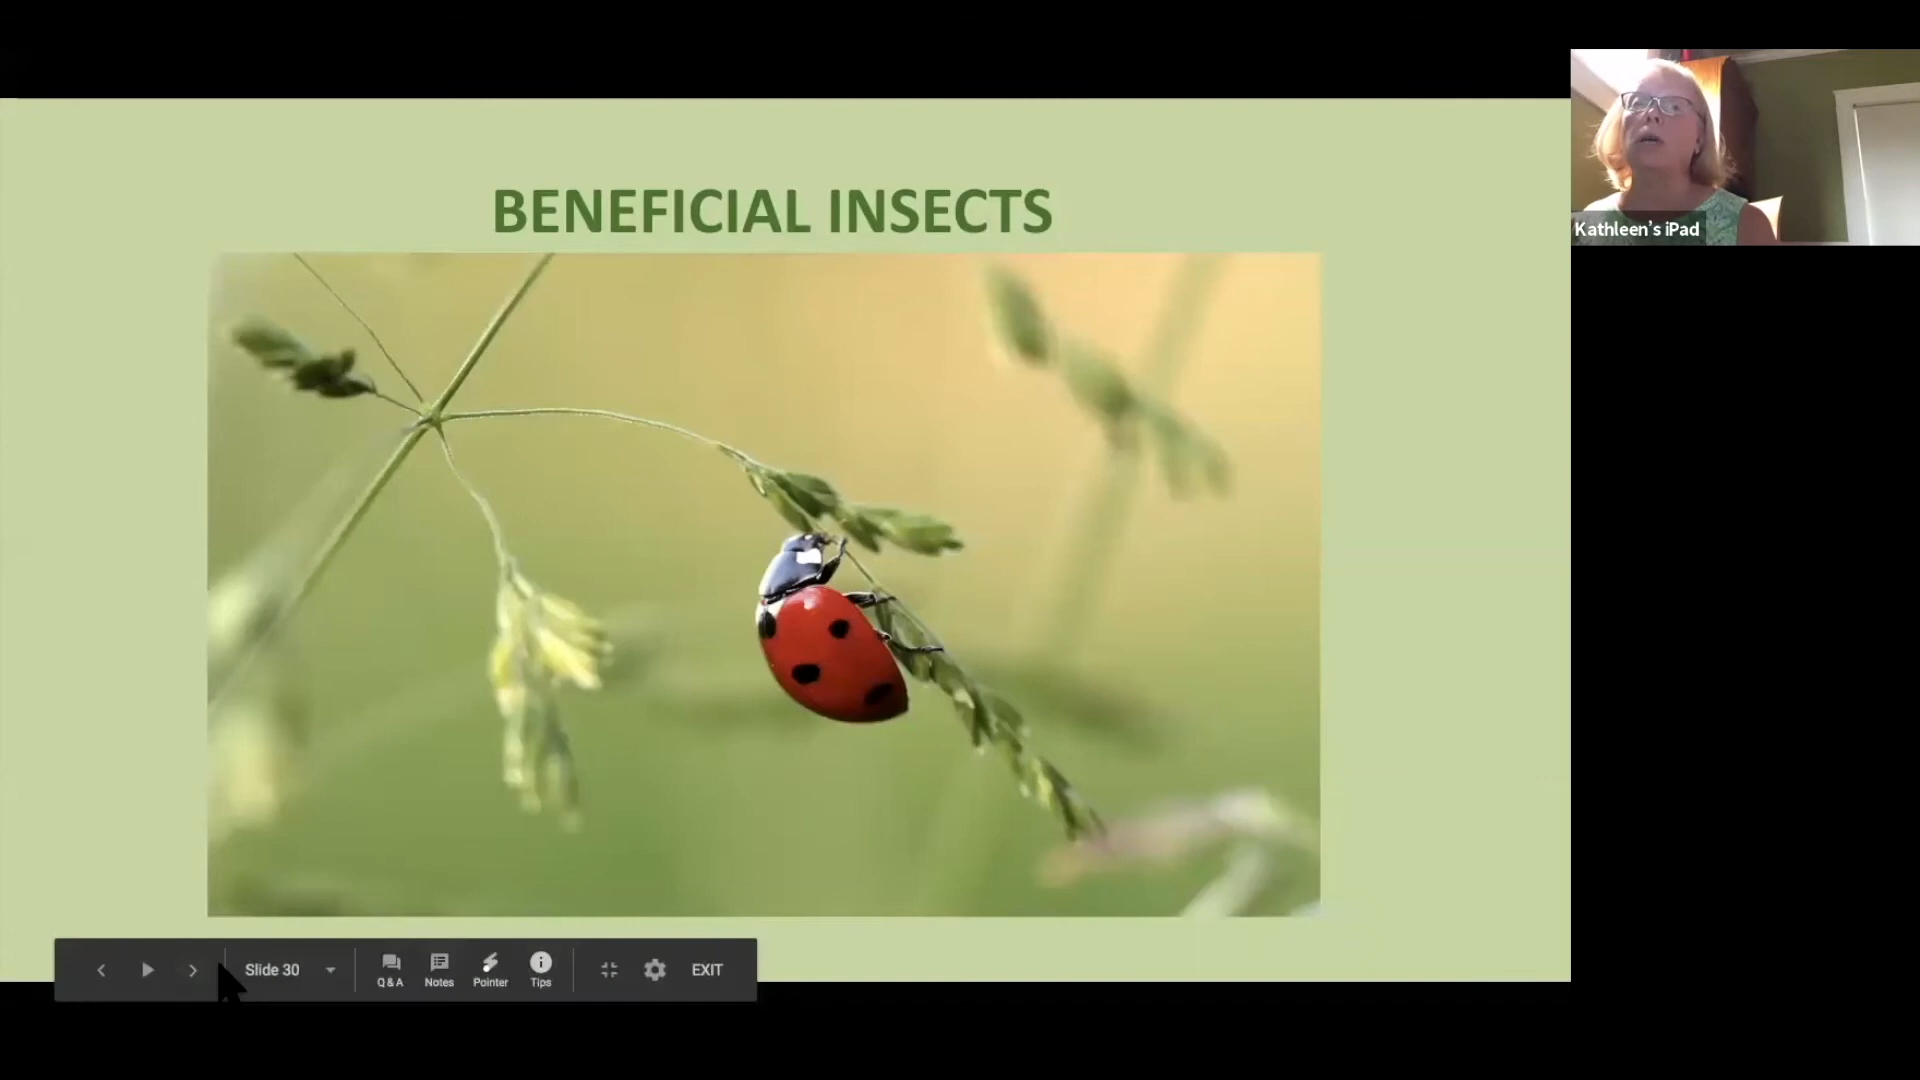 BENEFICIAL INSECTS
Kathleen's iPad
Slide 30
Q & A
Notes
Pointer
Tips
EXIT